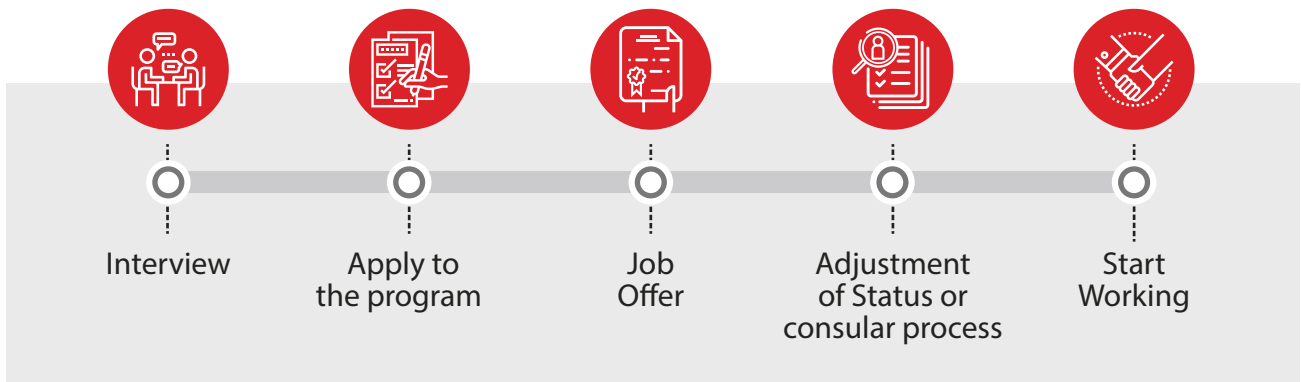 Interview
Apply to
the program
Job
Offer
Adjustment
of Status or
consular process
Start
Working